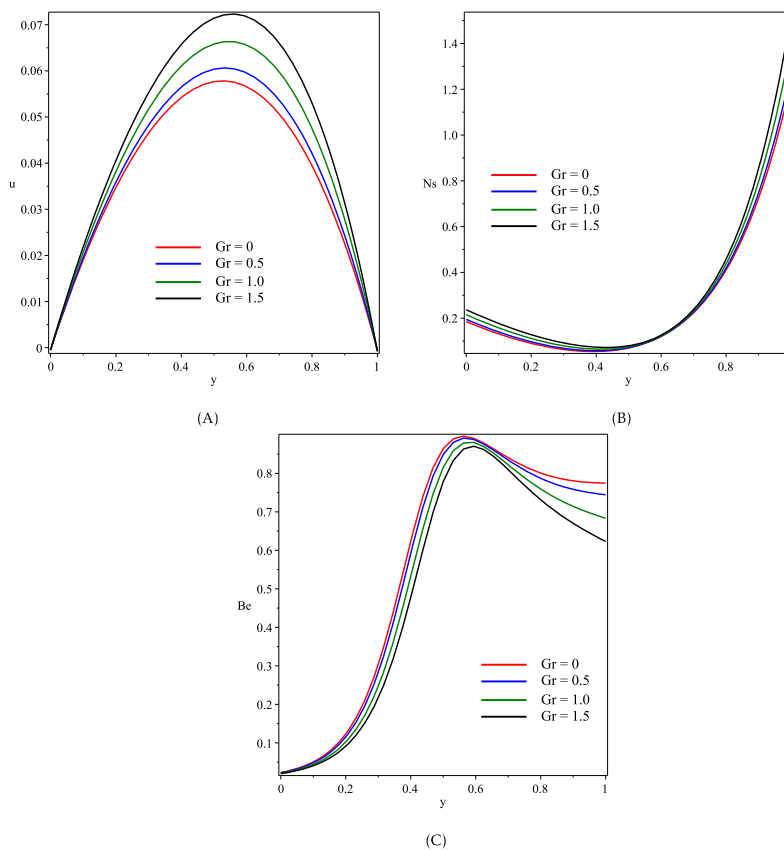 0.07
0.06
0.05
0.04
u
0.03
0.02
0.01
0
Gr = 0
Gr = 0.5
Gr = 1.0
Gr = 1.5
0 0.2 0.4 0.6 0.8 1
y
(A)
1.4
1.2
1.0
0.8
Ns
0.6
0.4
0.2
Gr = 0
Gr = 0.5
Gr = 1.0
Gr = 1.5
0 0.2 0.4 0.6 0.8
y
(B)
0.8
0.7
0.6
Be
0.5
0.4
0.3
0.2
0.1
Gr = 0
Gr = 0.5
Gr = 1.0
Gr = 1.5
0 0.2 0.4 0.6 0.8 1
y
(C)